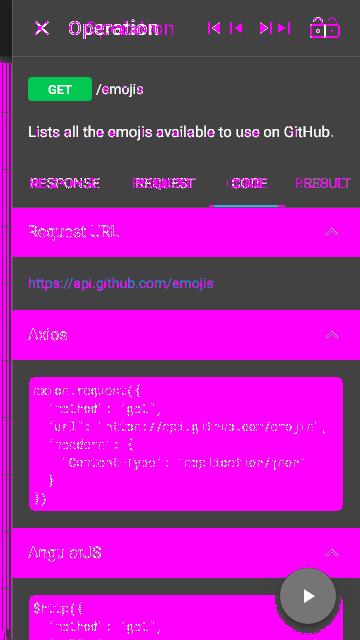 Operation
GET /emojis
Lists all the emojis available to use on GitHub.
RESPONSE REQUEST CODE RESULT
Request URL
https://api.github.com/emojis
Axios
axios.request({
'method': 'get',
'url': 'https://api.github.com/emojis',
'headers': {
'Content-Type': 'application/json'
}
})
AngularJS
$http({
'method': 'get',